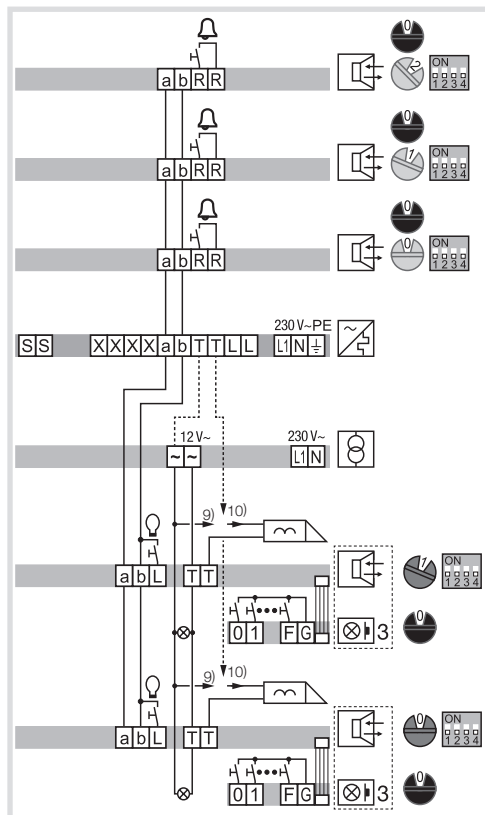 0
a b R R 2 ON
1 2 3 4
0
a b R R 1 ON
1 2 3 4
0
a b R R 0 ON
1 2 3 4
230 V~PE
S S X X X X a b T T L L L1 N
12 V~ 230 V~
~ ~ L1 N
9) 10)
a b L T T 1 ON
1 2 3 4
0 1 F G 3 0
9) 10)
a b L T T 0 ON
1 2 3 4
0 1 F G 3 0